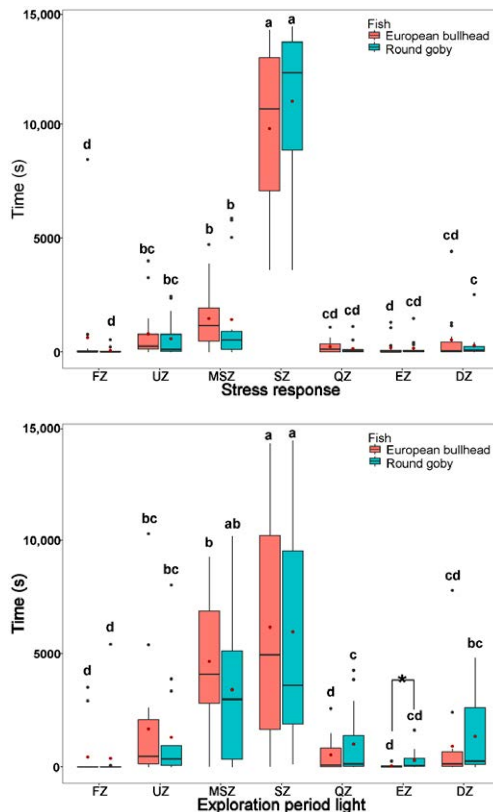 15,000
a a
Fish
European bullhead
Round goby
10,000
Time (s)
d
5000
b
bc bc b
d cd cd d cd cd c
0
FZ UZ MSZ SZ QZ EZ DZ
Stress response
15,000
a a
Fish
European bullhead
Round goby
bc ab
10,000
b
Time (s)
bc cd
5000
d d
c bc
*
d cd
d
0
FZ UZ MSZ SZ QZ EZ DZ
Exploration period light